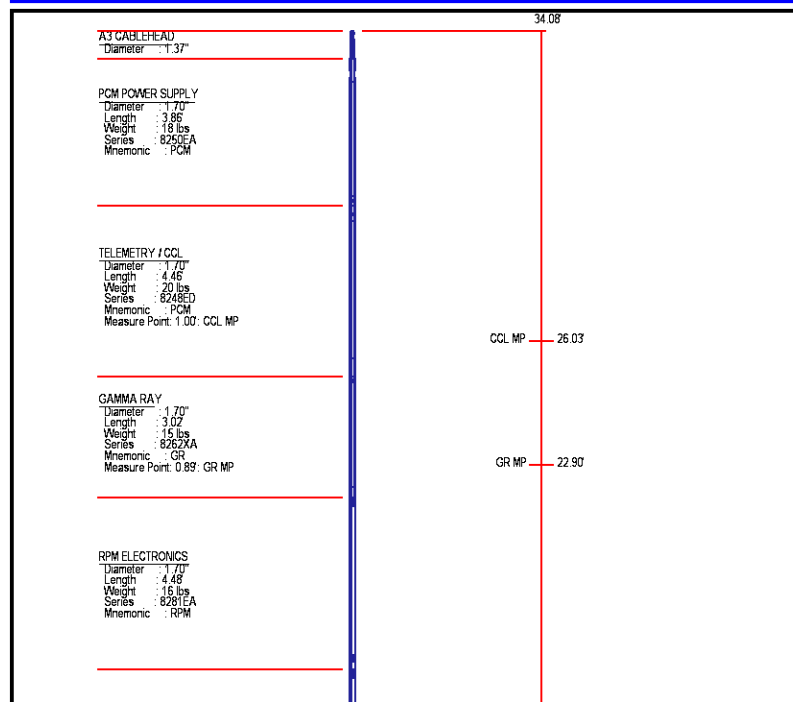 34.08'
A3 CABLEHEAD
Diameter : 1.37"
PCM POWER SUPPLY
Diameter : 1.70"
Length : 3.86'
Weight : 18 lbs
Series : 8250EA
Mnemonic : PCM
TELEMETRY / CCL
Diameter : 1.70"
Length : 4.46'
Weight : 20 lbs
Series : 8248ED
Mnemonic : PCM
Measure Point: 1.00': CCL MP
CCL MP 26.03'
GAMMA RAY
Diameter : 1.70"
Length : 3.02'
Weight : 15 lbs
Series : 8262XA
Mnemonic : GR
Measure Point: 0.89': GR MP
GR MP 22.90'
RPM ELECTRONICS
Diameter : 1.70"
Length : 4.48'
Weight : 16 lbs
Series : 8281EA
Mnemonic : RPM